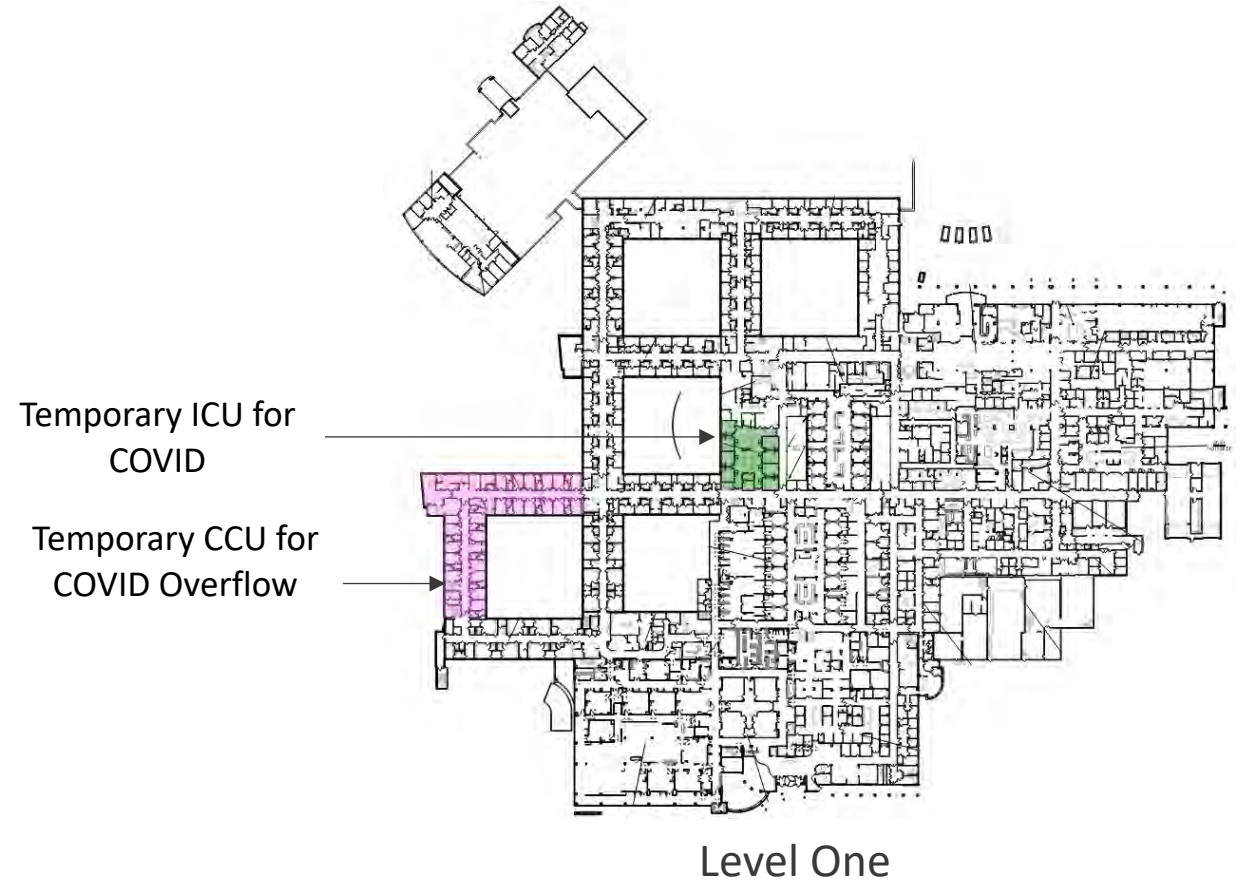 Temporary ICU for
COVID
Temporary CCU for
COVID Overflow
Level One